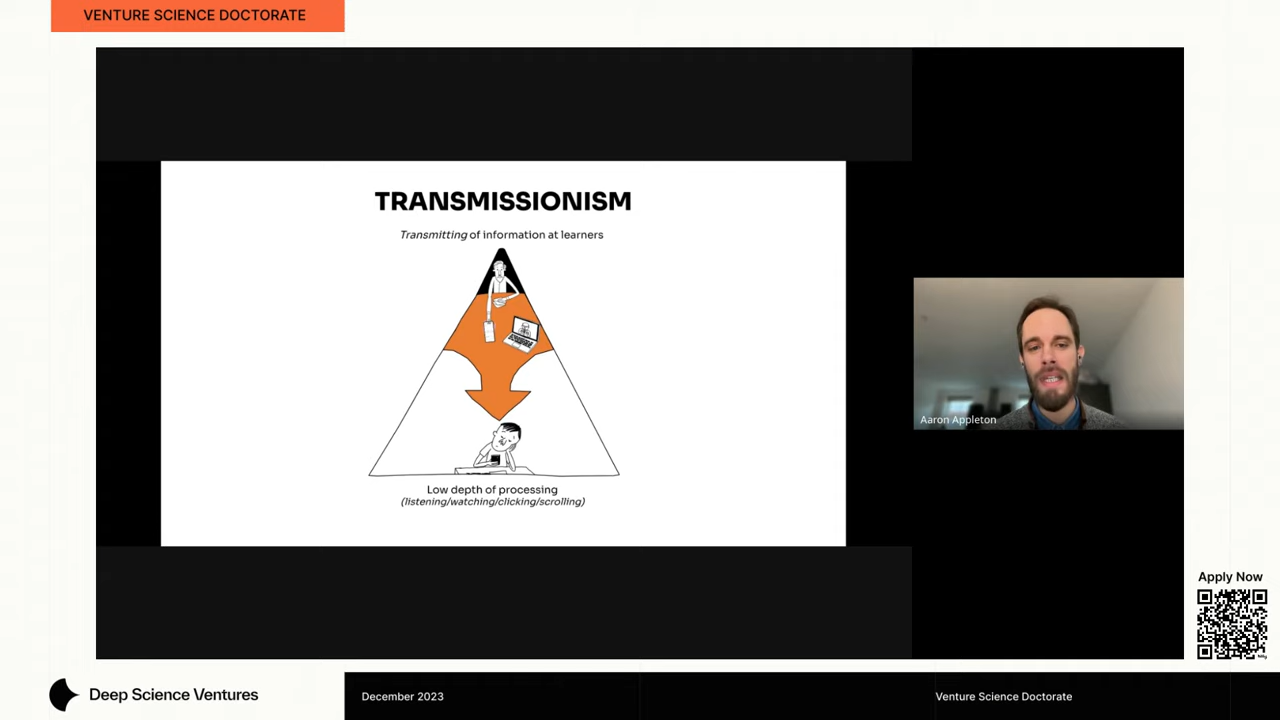 VENTURE SCIENCE DOCTORATE
TRANSMISSIONISM
Transmitting of information at learners
Low depth of processing
(listening/watching/clicking/scrolling)
Aaron Appleton
Apply Now
Deep Science Ventures
December 2023
Venture Science Doctorate